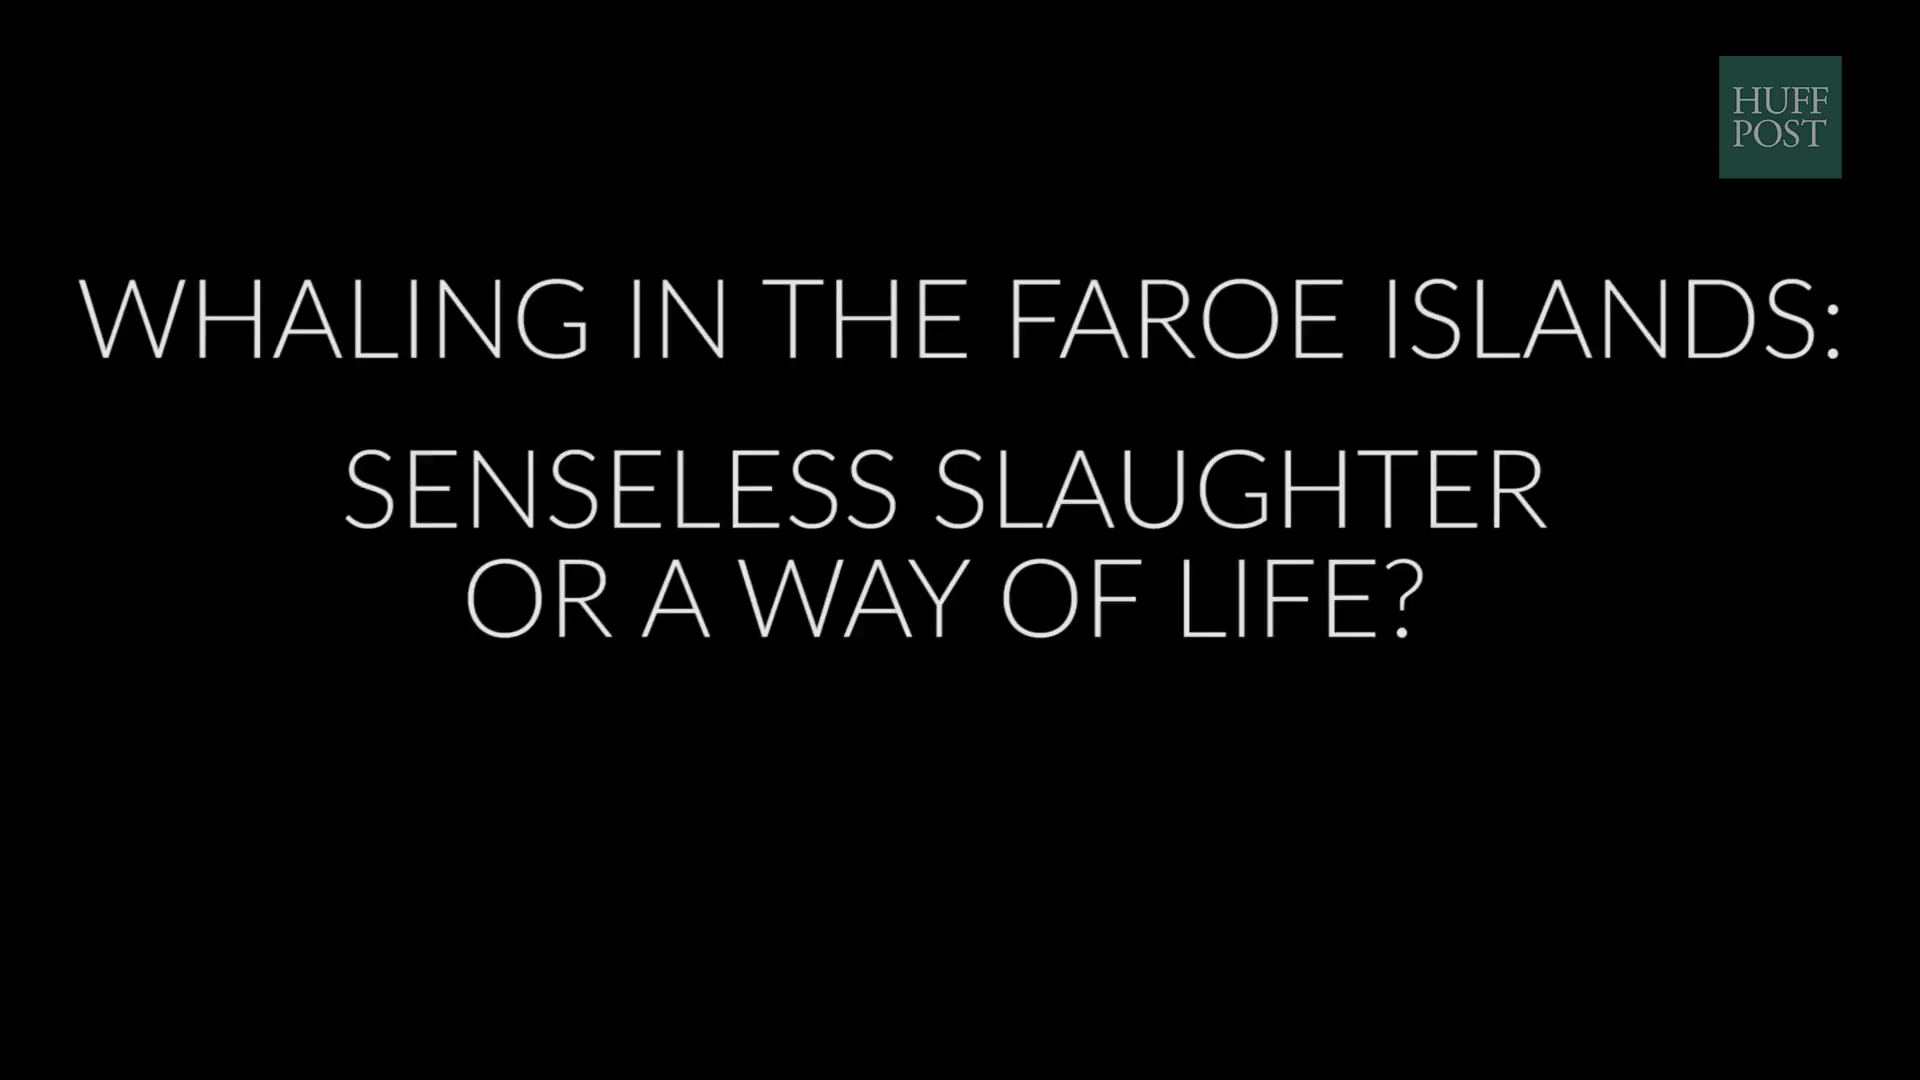 HUFF
POST
WHALING IN THE FAROE ISLANDS:
SENSELESS SLAUGHTER
OR A WAY OF LIFE?